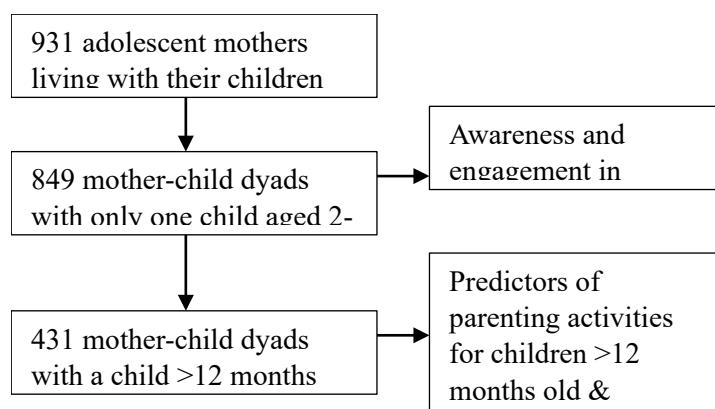 931 adolescent mothers
living with their children
849 mother-child dyads
with only one child aged 2-
Awareness and
engagement in
431 mother-child dyads
with a child >12 months
Predictors of
parenting activities
for children >12
months old &